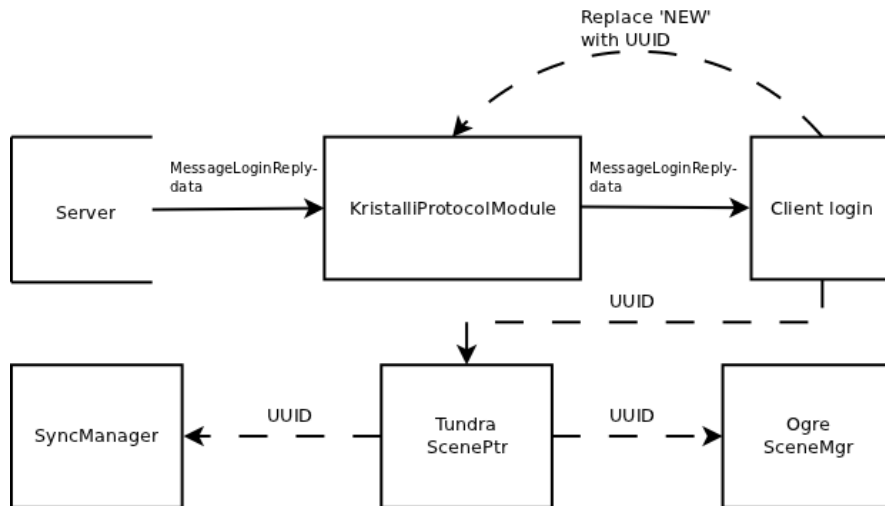 Replace 'NEW'
with UUID
MessageLoginReply-
data
MessageLoginReply-
data
Server
KristalliProtocolModule
Client login
UUID
UUID
UUID
SyncManager
Tundra
ScenePtr
Ogre
SceneMgr